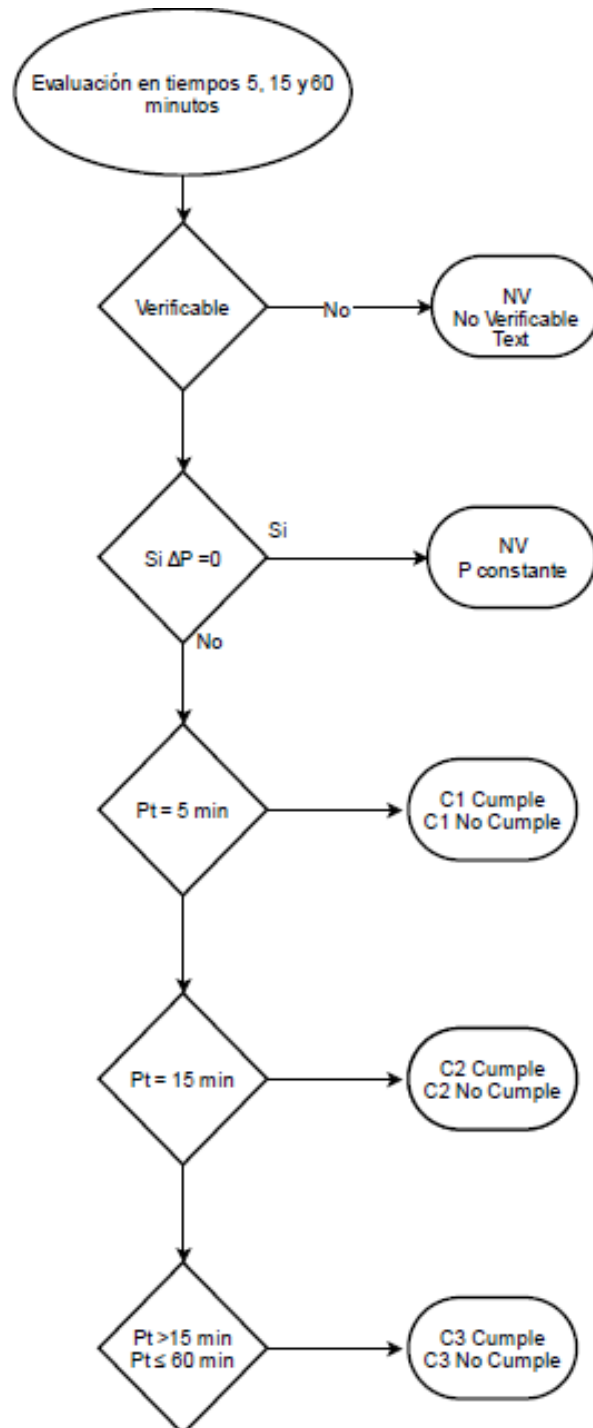 Evaluación en tiempos 5, 15 y 60
minutos
Verificable
No
NV
No Verificable
Text
Si ΔP =0
Si
NV
P constante
No
Pt = 5 min
C1 Cumple
C1 No Cumple
Pt = 15 min
C2 Cumple
C2 No Cumple
Pt >15 min
Pt ≤ 60 min
C3 Cumple
C3 No Cumple